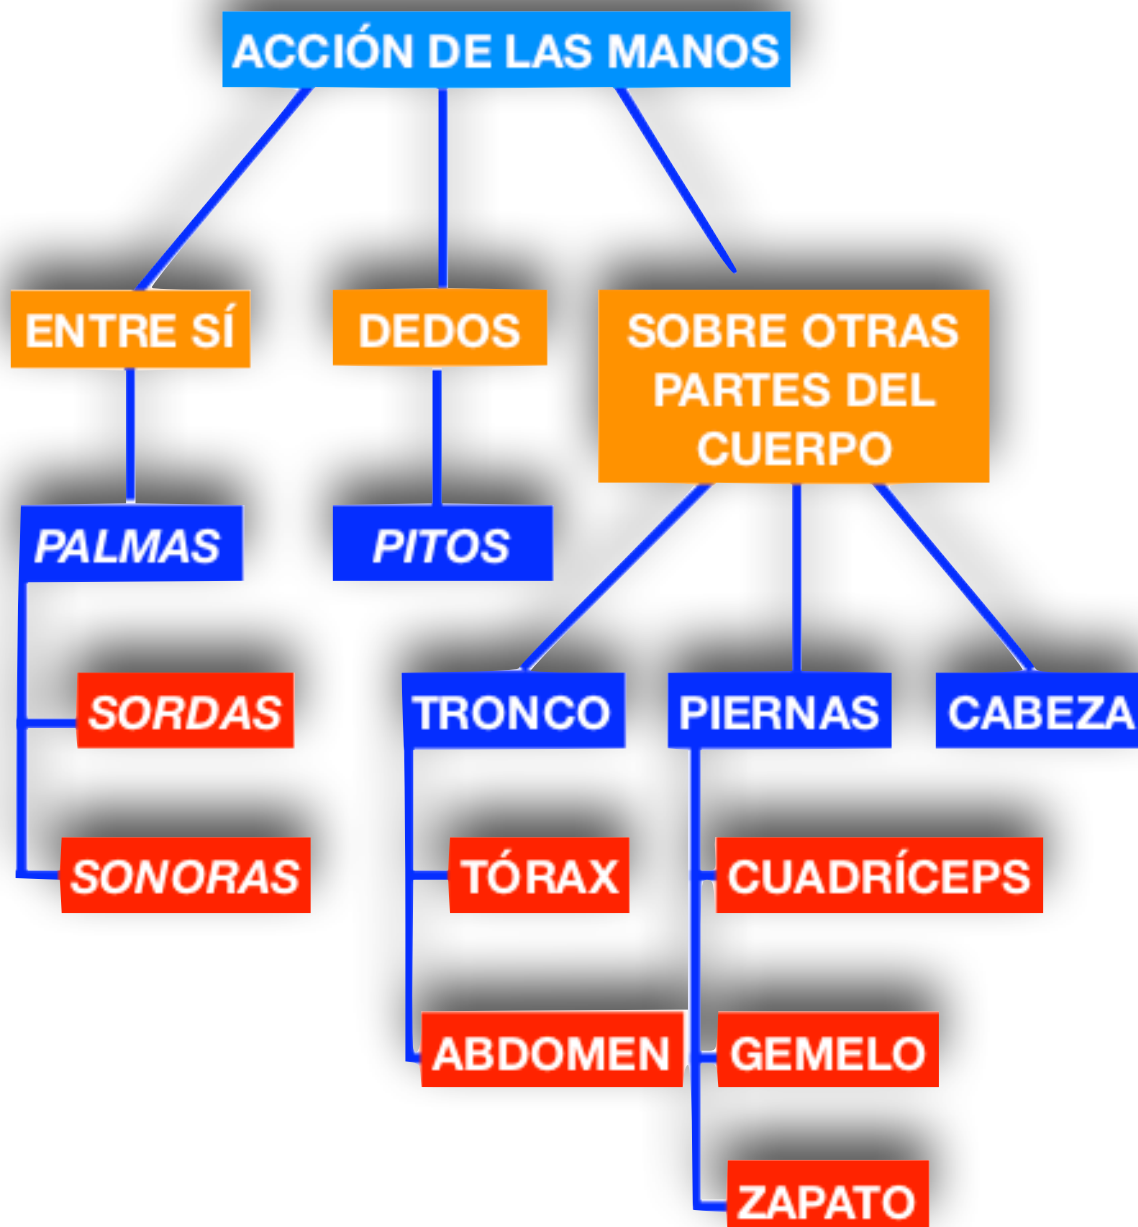 ACCIÓN DE LAS MANOS
ENTRE SÍ
DEDOS
SOBRE OTRAS
PARTES DEL
CUERPO
PALMAS
PITOS
SORDAS
SONORAS
TRONCO
PIERNAS
CABEZA
TÓRAX
CUADRÍCEPS
ABDOMEN
GEMELO
ZAPATO